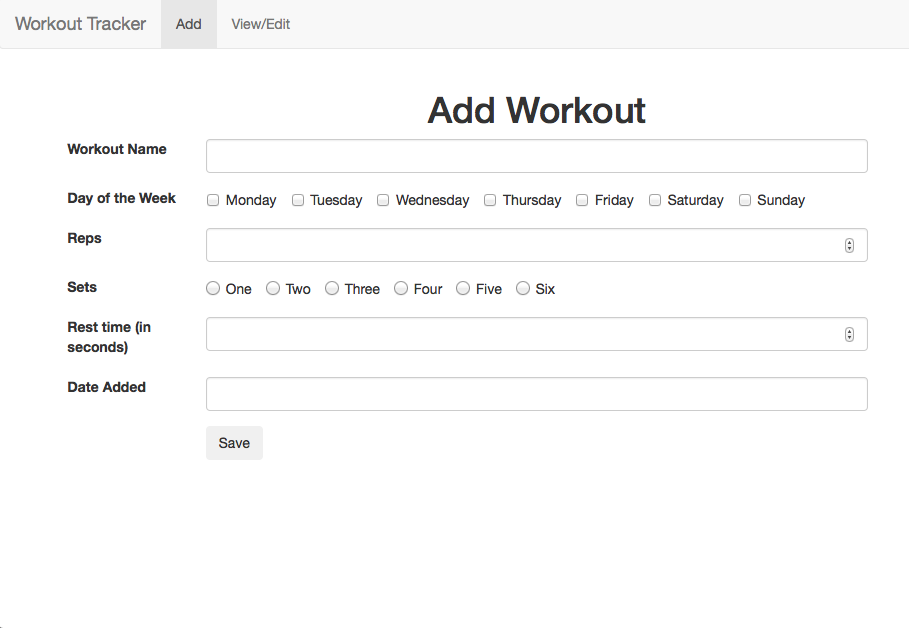 Workout Tracker Add View/Edit
Add Workout
Workout Name
Day of the Week Monday Tuesday Wednesday Thursday Friday Saturday Sunday
Reps
Sets One Two Three Four Five Six
Rest time (in
seconds)
Date Added
Save